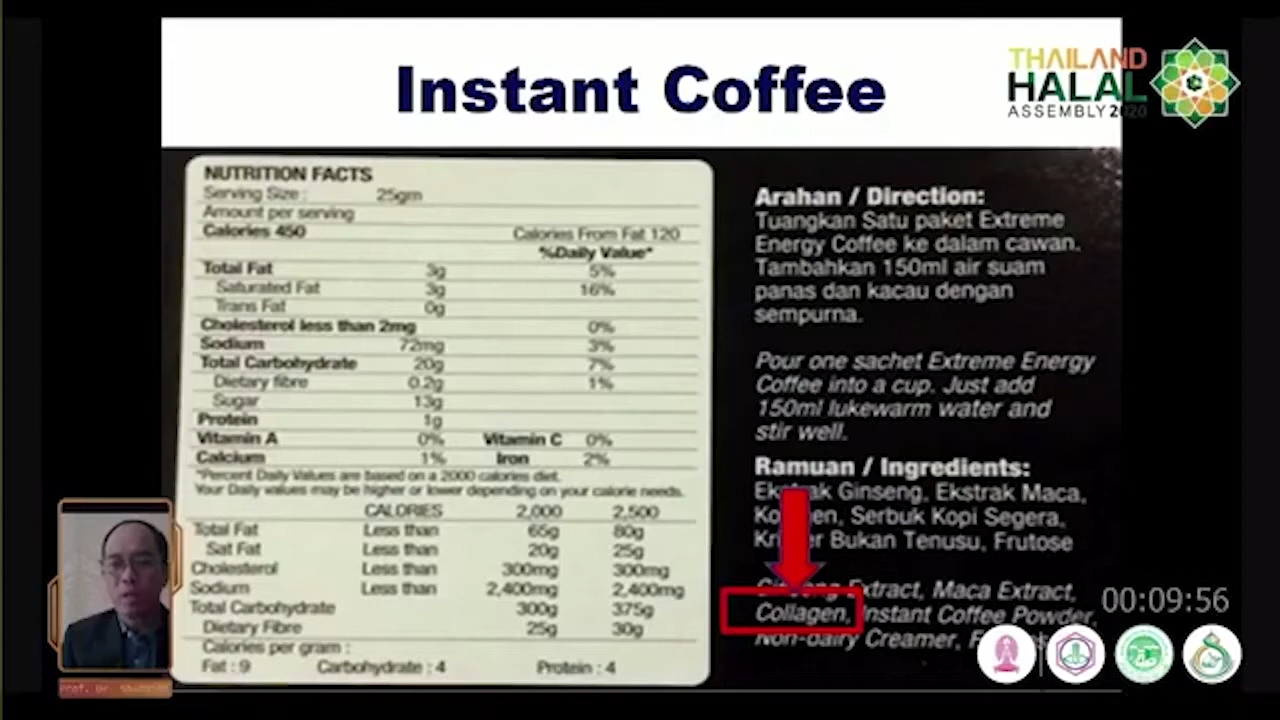 Instant Coffee
THAILAND
HALAL
ASSEMBLY 2020
NUTRITION FACTS
Serving Size : 25gm
Amount per serving
Calories 450 Calories From Fat 120
%Daily Value*
Total Fat 3g 5%
Saturated Fat 3g 16%
Trans Fat 0g
Cholesterol less than 2mg 0%
Sodium 72mg 3%
Total Carbohydrate 20g 7%
Dietary fibre 0.2g 1%
Sugar 13g
Protein 1g
Vitamin A 0% Vitamin C 0%
Calcium 1% Iron 2%
*Percent Daily Values are based on a 2000 calories diet.
Your Daily values may be higher or lower depending on your calorie needs.
CALORIES 2,000 2,500
Total Fat Less than 65g 80g
Sat Fat Less than 20g 25g
Cholesterol Less than 300mg 300mg
Sodium Less than 2,400mg 2,400mg
Total Carbohydrate 300g 375g
Dietary Fibre 25g 30g
Calories per gram :
Fat : 9 Carbohydrate : 4 Protein : 4
Arahan / Direction:
Tuangkan Satu paket Extreme
Energy Coffee ke dalam cawan.
Tambahkan 150ml air suam
panas dan kacau dengan
sempurna.
Pour one sachet Extreme Energy
Coffee into a cup. Just add
150ml lukewarm water and
stir well.
Ramuan / Ingredients:
Ginseng, Ekstrak Maca,
Serbuk Kopi Segera,
Bukan Tenusu, Frutose
Extract, Maca Extract,
Collagen, Instant Coffee Powder,
Non-dairy Creamer,
00:09:56
Prof. Dr.